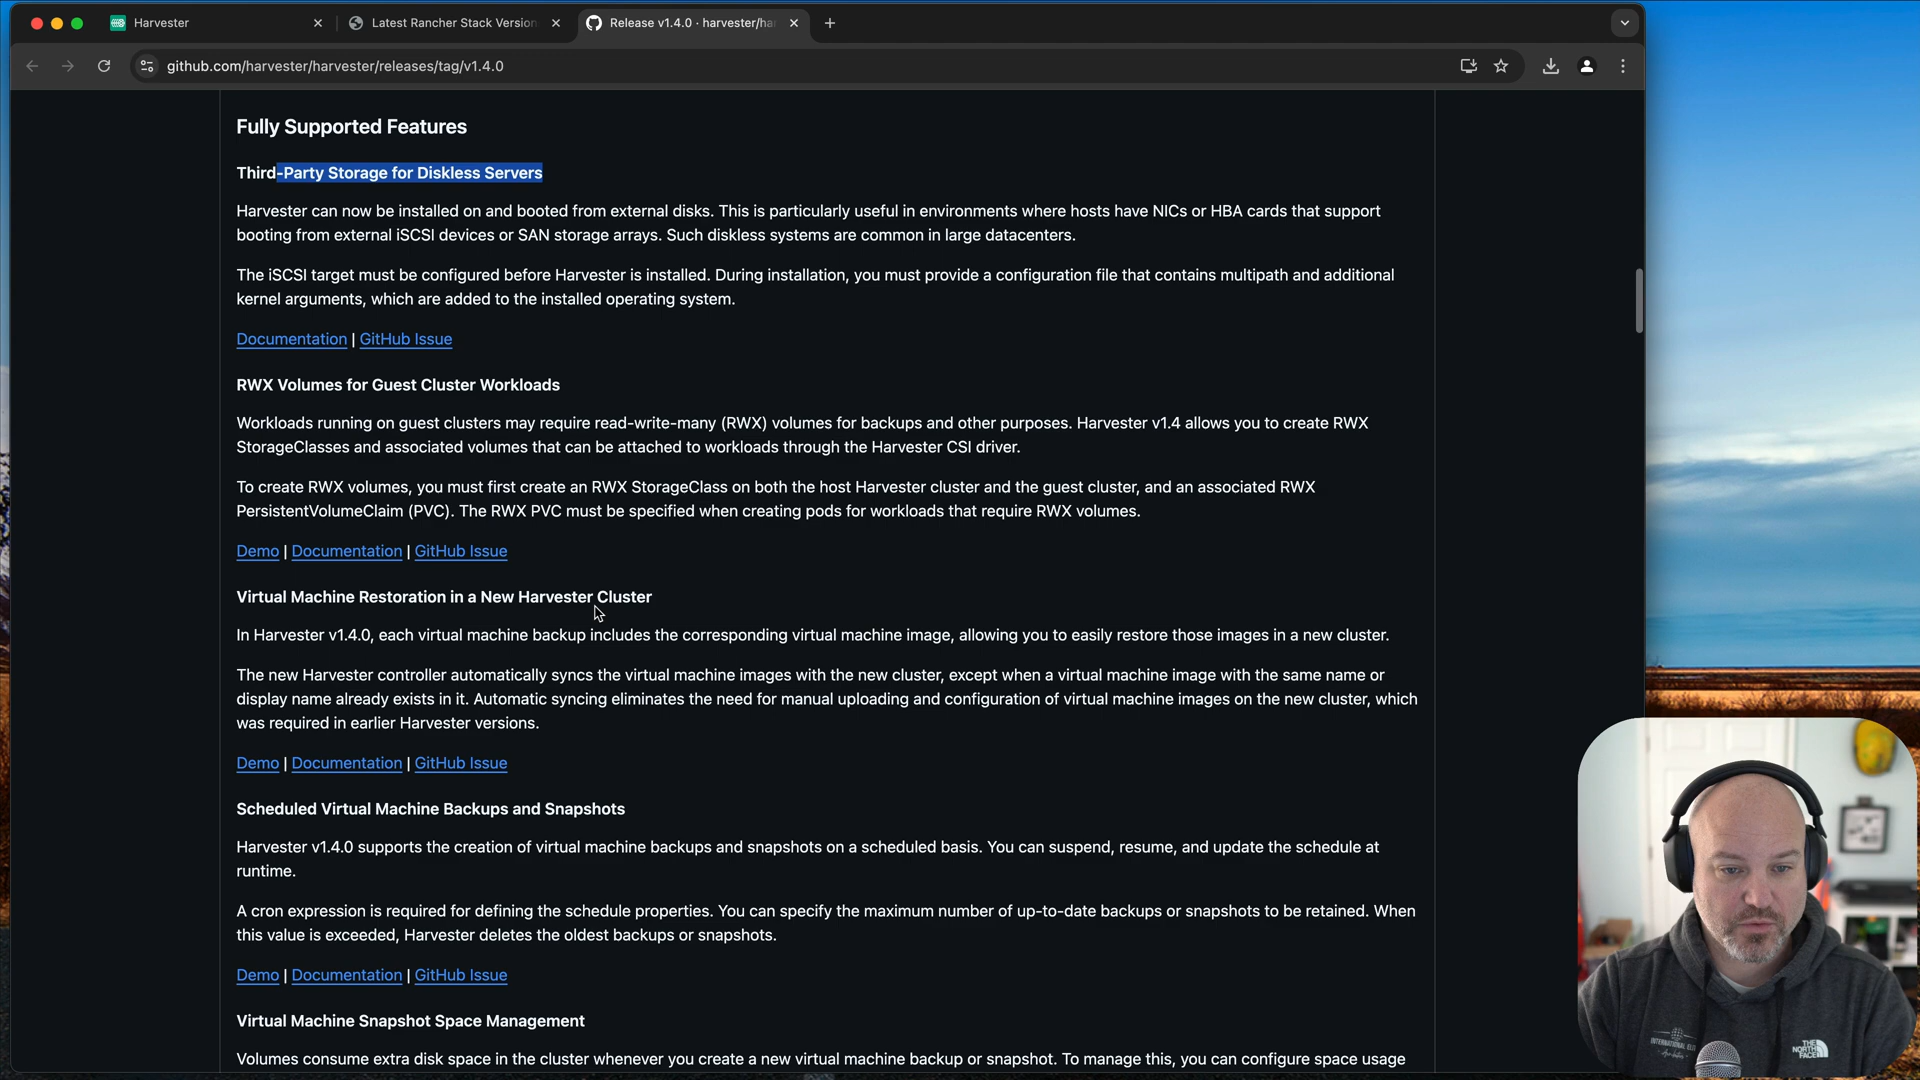 Harvester
Latest Rancher Stack Version
Release v1.4.0 · harvester/ha
github.com/harvester/harvester/releases/tag/v1.4.0
Fully Supported Features
Third-Party Storage for Diskless Servers
Harvester can now be installed on and booted from external disks. This is particularly useful in environments where hosts have NICs or HBA cards that support
booting from external iSCSI devices or SAN storage arrays. Such diskless systems are common in large datacenters.
The iSCSI target must be configured before Harvester is installed. During installation, you must provide a configuration file that contains multipath and additional
kernel arguments, which are added to the installed operating system.
Documentation | GitHub Issue
RWX Volumes for Guest Cluster Workloads
Workloads running on guest clusters may require read-write-many (RWX) volumes for backups and other purposes. Harvester v1.4 allows you to create RWX
StorageClasses and associated volumes that can be attached to workloads through the Harvester CSI driver.
To create RWX volumes, you must first create an RWX StorageClass on both the host Harvester cluster and the guest cluster, and an associated RWX
PersistentVolumeClaim (PVC). The RWX PVC must be specified when creating pods for workloads that require RWX volumes.
Demo | Documentation | GitHub Issue
Virtual Machine Restoration in a New Harvester Cluster
In Harvester v1.4.0, each virtual machine backup includes the corresponding virtual machine image, allowing you to easily restore those images in a new cluster.
The new Harvester controller automatically syncs the virtual machine images with the new cluster, except when a virtual machine image with the same name or
display name already exists in it. Automatic syncing eliminates the need for manual uploading and configuration of virtual machine images on the new cluster, which
was required in earlier Harvester versions.
Demo | Documentation | GitHub Issue
Scheduled Virtual Machine Backups and Snapshots
Harvester v1.4.0 supports the creation of virtual machine backups and snapshots on a scheduled basis. You can suspend, resume, and update the schedule at
runtime.
A cron expression is required for defining the schedule properties. You can specify the maximum number of up-to-date backups or snapshots to be retained. When
this value is exceeded, Harvester deletes the oldest backups or snapshots.
Demo | Documentation | GitHub Issue
Virtual Machine Snapshot Space Management
Volumes consume extra disk space in the cluster whenever you create a new virtual machine backup or snapshot. To manage this, you can configure space usage
THE
NORTH
FACE